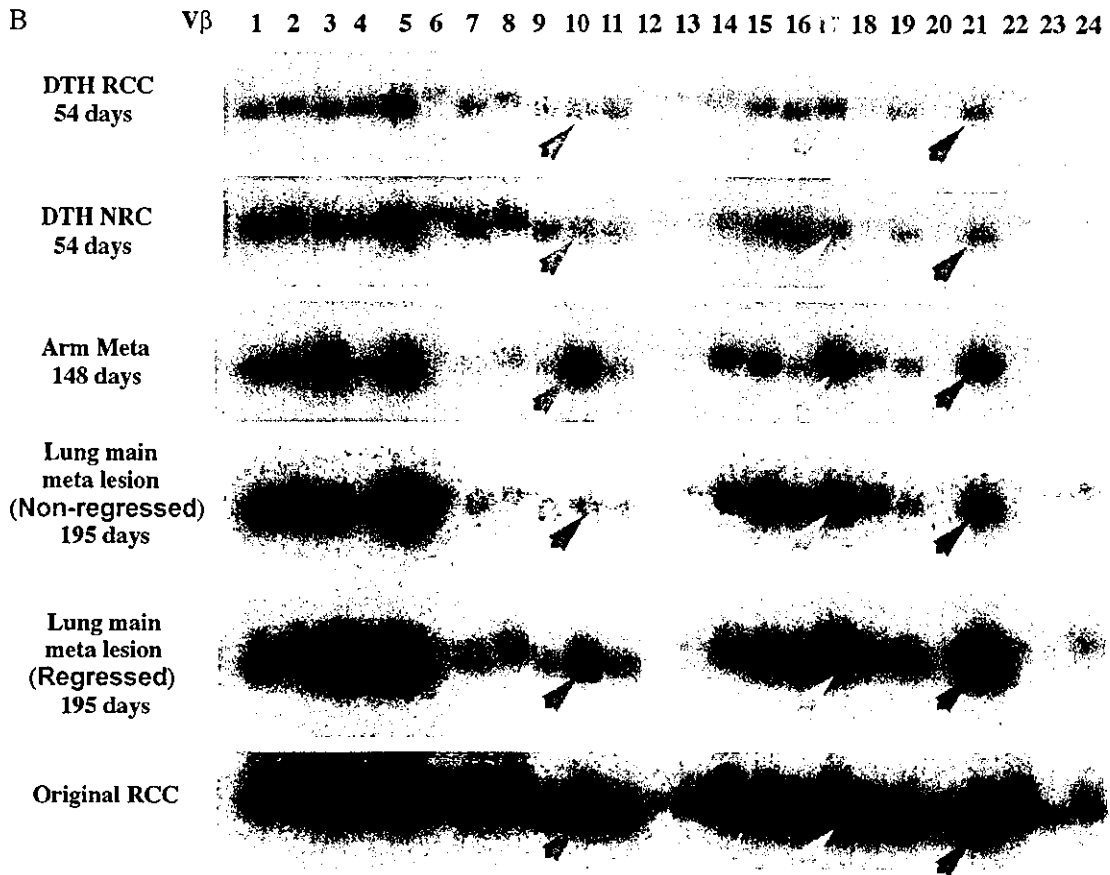 B Vβ 1 2 3 4 5 6 7 8 9 10 11 12 13 14 15 16 17 18 19 20 21 22 23 24
DTH RCC
54 days
DTH NRC
54 days
Arm Meta
148 days
Lung main
meta lesion
(Non-regressed)
195 days
Lung main
meta lesion
(Regressed)
195 days
Original RCC